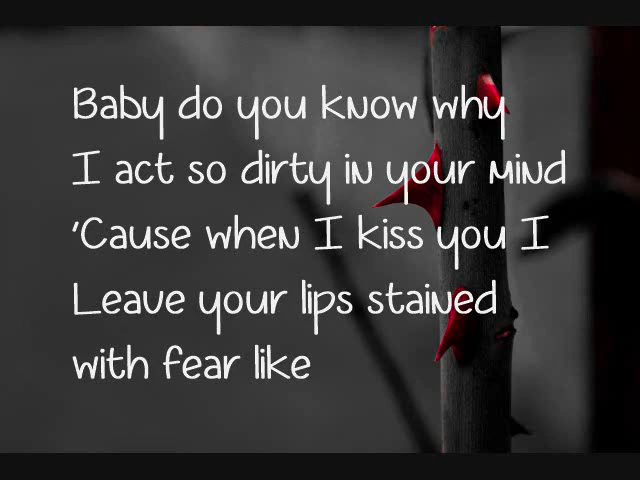 Baby do you know why
I act so dirty in your mind
'Cause when I kiss you I
Leave your lips stained
with fear like